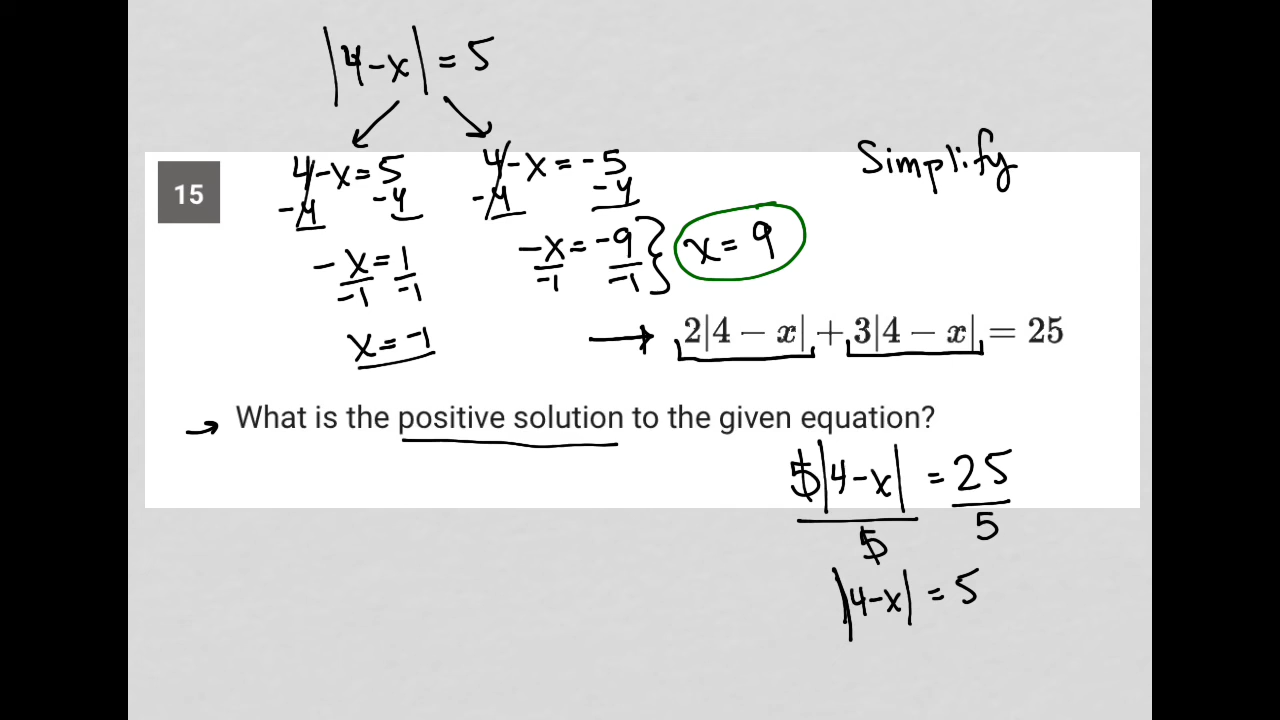 |4-x| = 5
4-x=5
-4 -4
-x=1
-1 -1
x=-1
4-x=-5
-4 -4
-x=-9
-1 -1
x=9
Simplify
15
2|4 − x| + 3|4 − x| = 25
What is the positive solution to the given equation?
5|4-x| = 25
5 5
|4-x| = 5